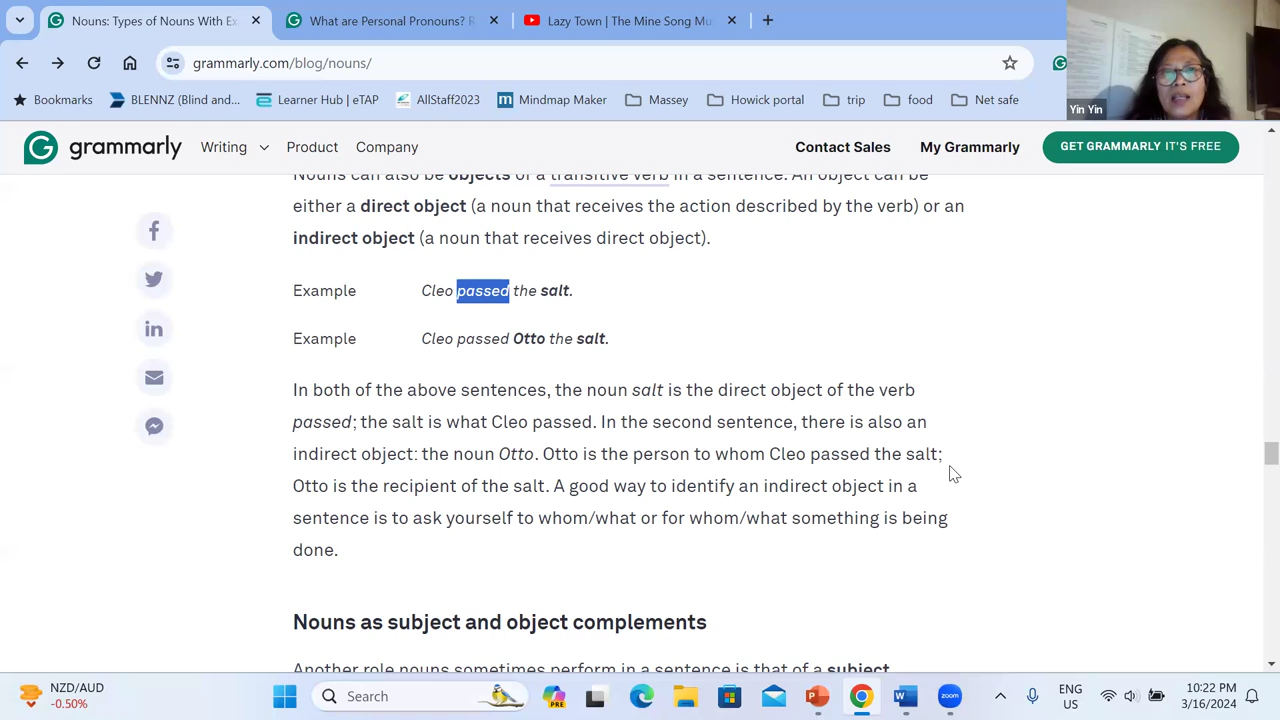 Nouns: Types of Nouns With Ex
What are Personal Pronouns? R
Lazy Town | The Mine Song Mu
grammarly.com/blog/nouns/
Bookmarks
BLENNZ (Blind and...
Learner Hub | eTAP
AllStaff2023
Mindmap Maker
Massey
Howick portal
trip
food
Net safe
Yin Yin
grammarly
Writing
Product
Company
Contact Sales
My Grammarly
GET GRAMMARLY IT'S FREE
Nouns can also be objects of a transitive verb in a sentence. An object can be
either a direct object (a noun that receives the action described by the verb) or an
indirect object (a noun that receives direct object).
Example Cleo passed the salt.
Example Cleo passed Otto the salt.
In both of the above sentences, the noun salt is the direct object of the verb
passed; the salt is what Cleo passed. In the second sentence, there is also an
indirect object: the noun Otto. Otto is the person to whom Cleo passed the salt;
Otto is the recipient of the salt. A good way to identify an indirect object in a
sentence is to ask yourself to whom/what or for whom/what something is being
done.
Nouns as subject and object complements
Another role nouns sometimes perform in a sentence is that of a subject
NZD/AUD
-0.50%
Search
PRE
zoom
ENG
US
10:22 PM
3/16/2024